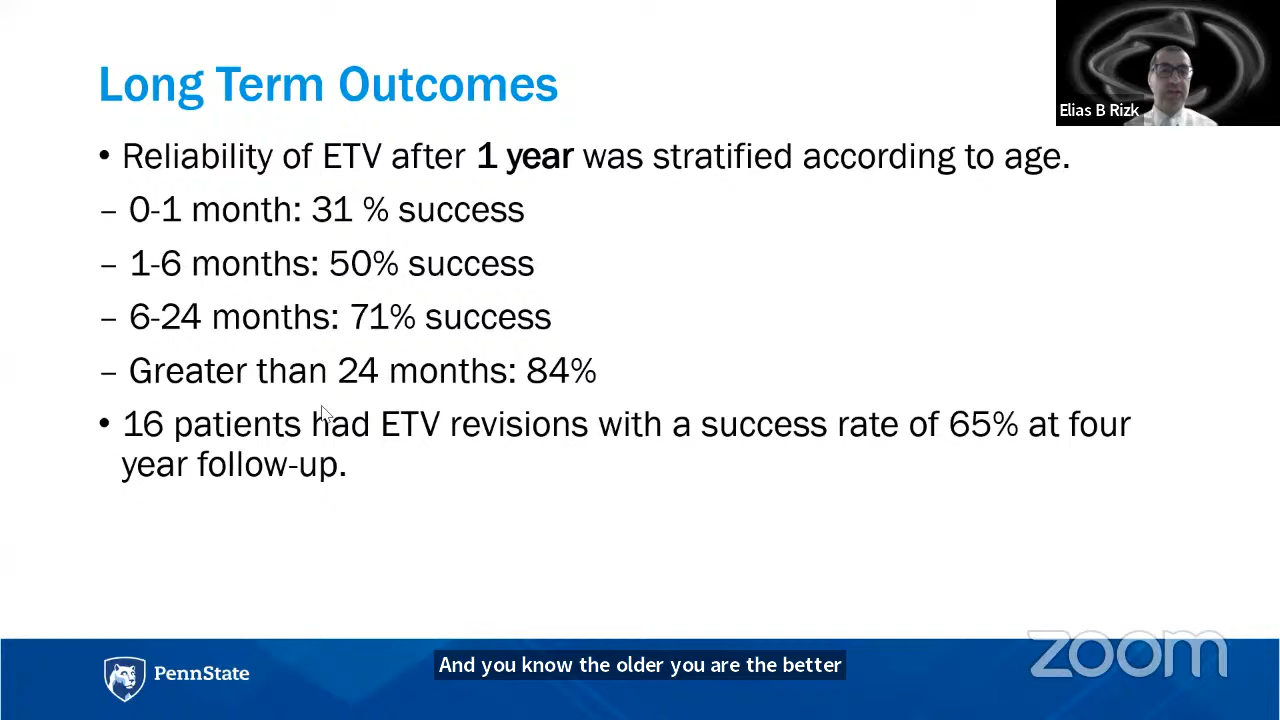 Long Term Outcomes
Elias B Rizk
• Reliability of ETV after 1 year was stratified according to age.
– 0-1 month: 31 % success
– 1-6 months: 50% success
– 6-24 months: 71% success
– Greater than 24 months: 84%
• 16 patients had ETV revisions with a success rate of 65% at four
year follow-up.
PennState
And you know the older you are the better
zoom